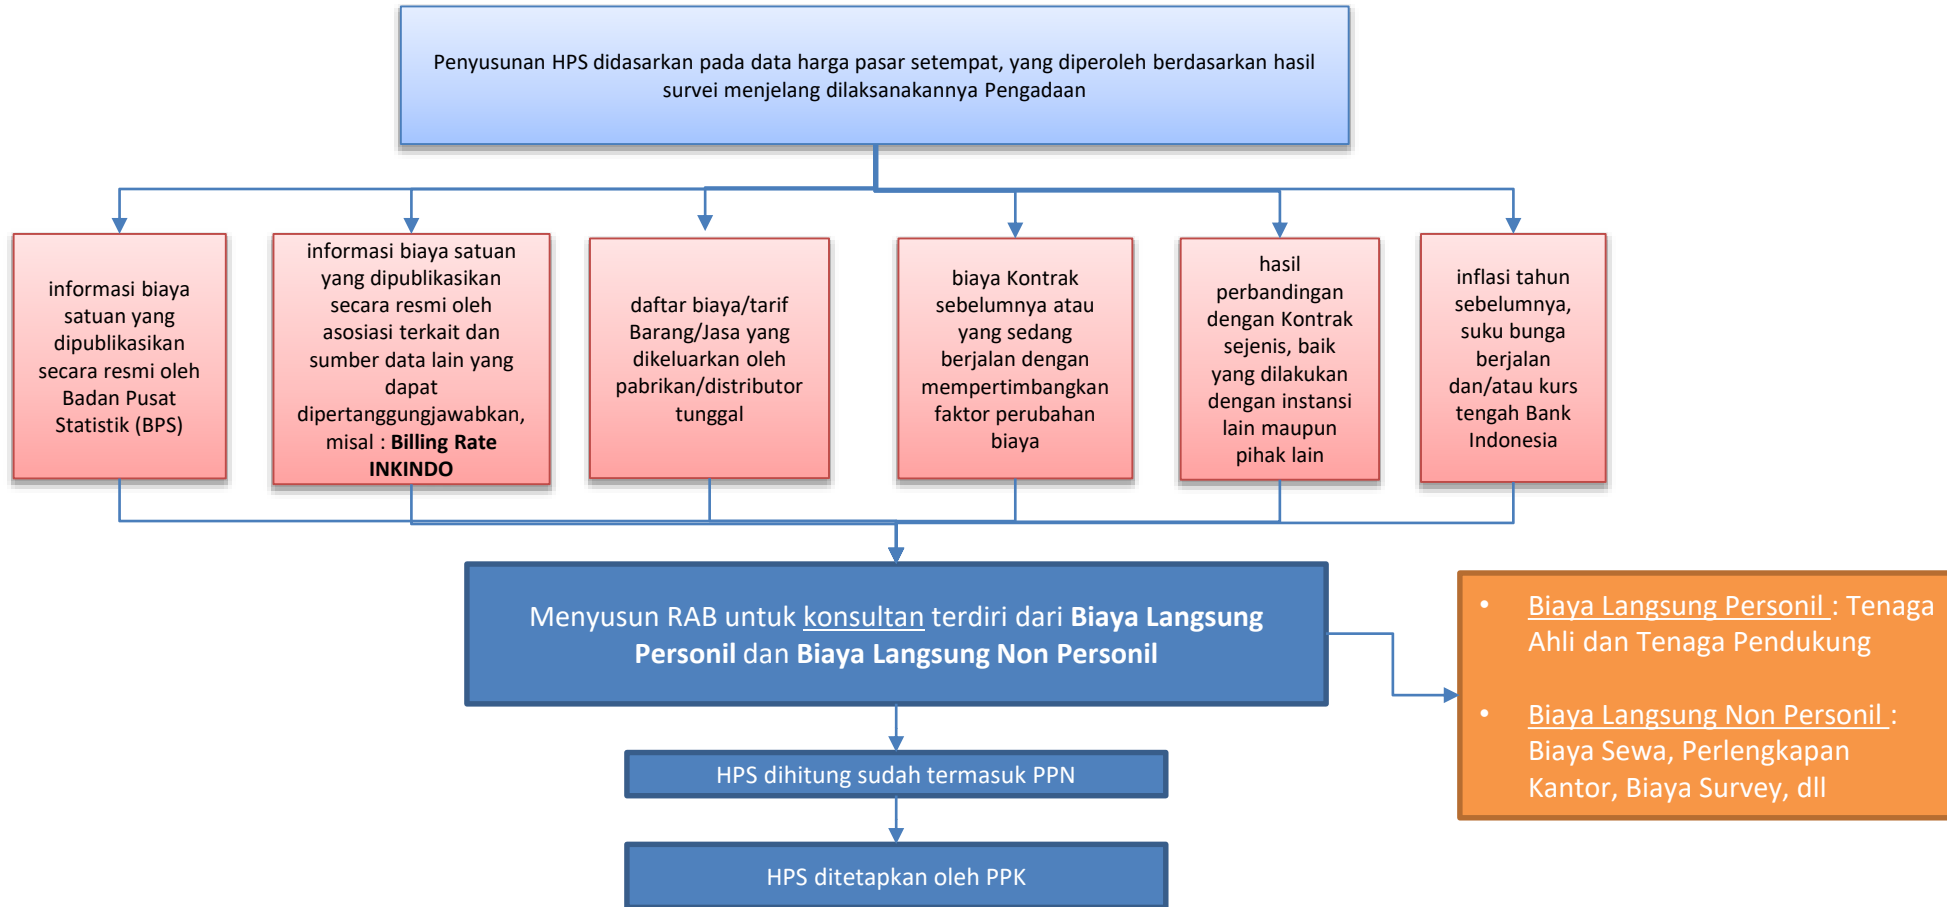 Penyusunan HPS didasarkan pada data harga pasar setempat, yang diperoleh berdasarkan hasil
survei menjelang dilaksanakannya Pengadaan
informasi biaya
satuan yang
dipublikasikan
secara resmi oleh
Badan Pusat
Statistik (BPS)
informasi biaya satuan
yang dipublikasikan
secara resmi oleh
asosiasi terkait dan
sumber data lain yang
dapat
dipertanggungjawabkan,
misal : Billing Rate
INKINDO
daftar biaya/tarif
Barang/Jasa yang
dikeluarkan oleh
pabrikan/distributor
tunggal
biaya Kontrak
sebelumnya atau
yang sedang
berjalan dengan
mempertimbangkan
faktor perubahan
biaya
hasil
perbandingan
dengan Kontrak
sejenis, baik
yang dilakukan
dengan instansi
lain maupun
pihak lain
inflasi tahun
sebelumnya,
suku bunga
berjalan
dan/atau kurs
tengah Bank
Indonesia
Menyusun RAB untuk konsultan terdiri dari Biaya Langsung
Personil dan Biaya Langsung Non Personil
• Biaya Langsung Personil : Tenaga
Ahli dan Tenaga Pendukung
• Biaya Langsung Non Personil :
Biaya Sewa, Perlengkapan
Kantor, Biaya Survey, dll
HPS dihitung sudah termasuk PPN
HPS ditetapkan oleh PPK